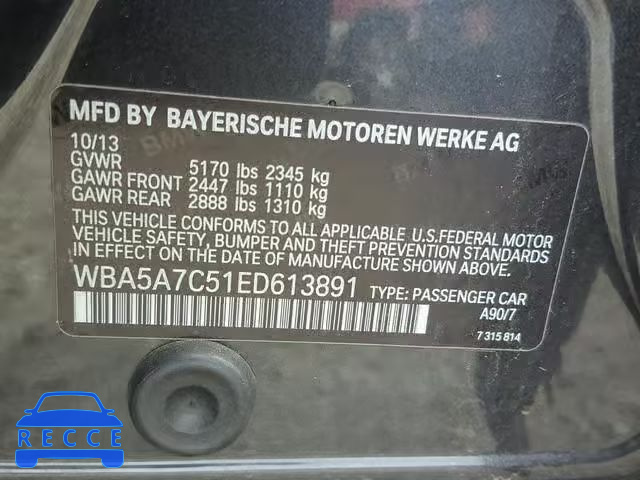 MFD BY BAYERISCHE MOTOREN WERKE AG
10/13
GVWR 5170 lbs 2345 kg
GAWR FRONT 2447 lbs 1110 kg
GAWR REAR 2888 lbs 1310 kg
THIS VEHICLE CONFORMS TO ALL APPLICABLE U.S.FEDERAL MOTOR
VEHICLE SAFETY, BUMPER AND THEFT PREVENTION STANDARDS
IN EFFECT ON THE DATE OF MANUFACTURE SHOWN ABOVE.
WBA5A7C51ED613891 TYPE: PASSENGER CAR
A90/7
7 315 814
RECCE